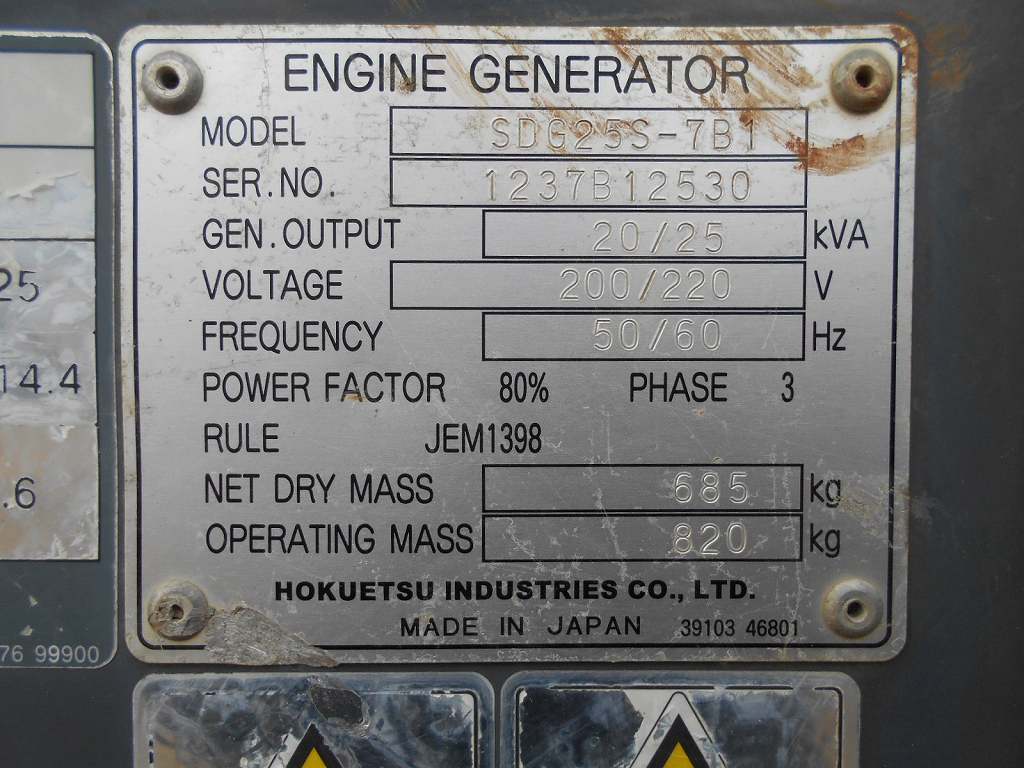 ENGINE GENERATOR
MODEL SDG25S-7B1
SER.NO. 1237B12530
GEN.OUTPUT 20/25 kVA
VOLTAGE 200/220 V
FREQUENCY 50/60 Hz
POWER FACTOR 80% PHASE 3
RULE JEM1398
NET DRY MASS 685 kg
OPERATING MASS 820 kg
HOKUETSU INDUSTRIES CO., LTD.
MADE IN JAPAN 39103 46801
25
14.4
.6
76 99900